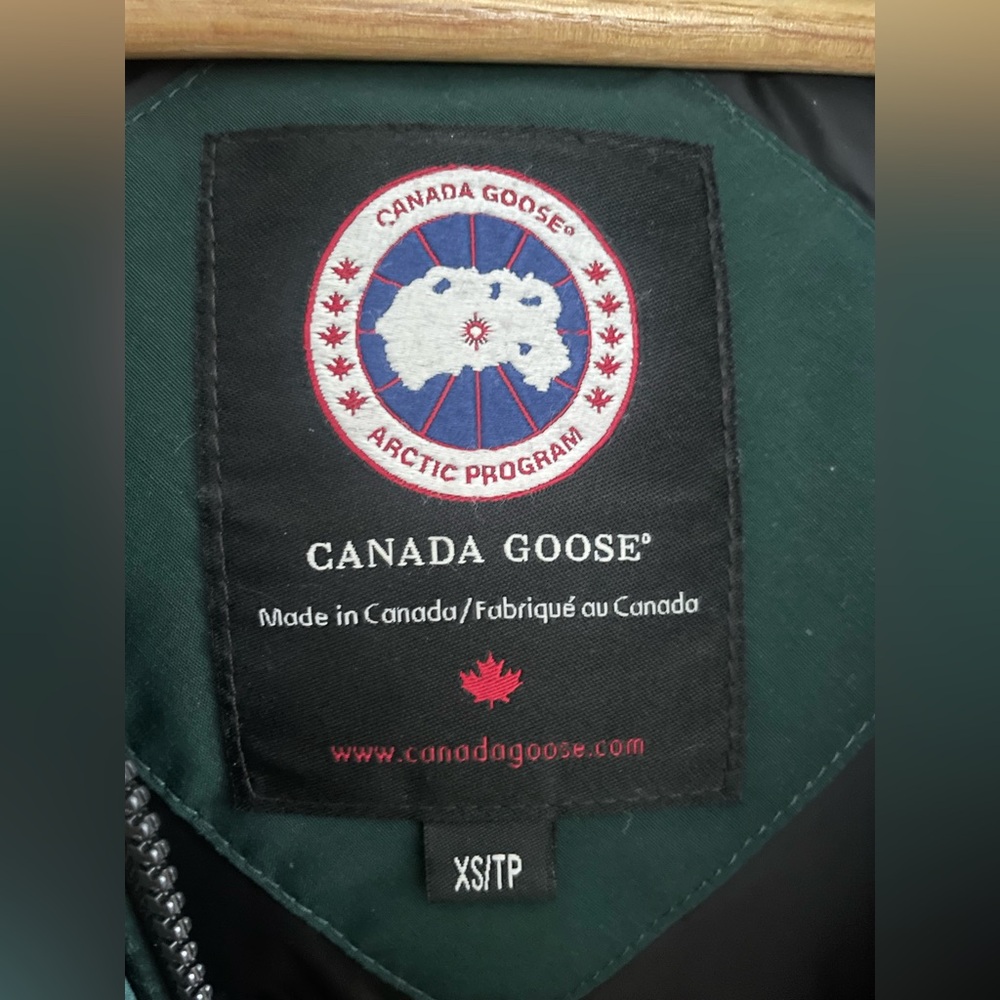 CANADA GOOSE®
ARCTIC PROGRAM
CANADA GOOSE®
Made in Canada/Fabriqué au Canada
www.canadagoose.com
XS/TP